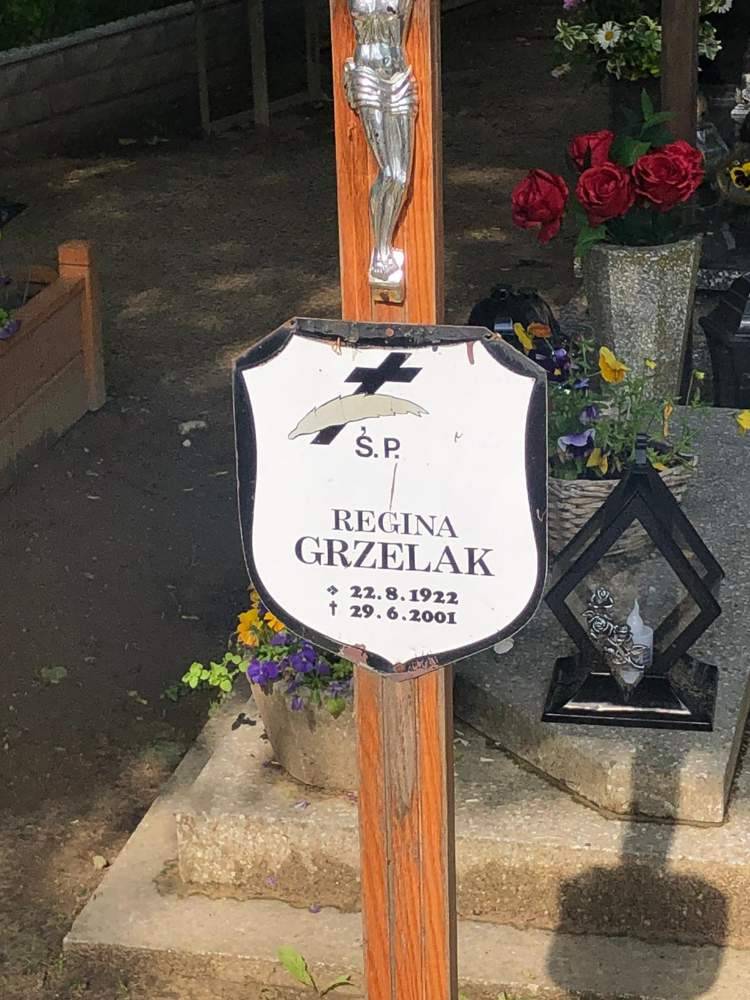 Ś.P.
REGINA
GRZELAK
* 22.8.1922
† 29.6.2001